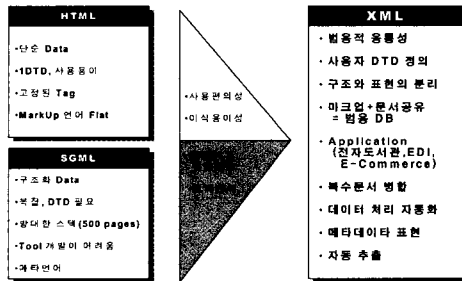 HTML
·단순 Data
·1DTD, 사용용이
·고정된 Tag
·MarkUp 언어 Flat
SGML
·구조화 Data
·복잡, DTD 필요
·방대한 스펙(500 pages)
·Tool 개발이 어려움
·메타언어
·사용편의성
·이식용이성
XML
· 범용적 융통성
· 사용자 DTD 정의
· 구조와 표현의 분리
· 마크업+문서공유
= 범용 DB
· Application
(전자도서관,EDI,
E-Commerce)
· 복수문서 병합
· 데이터 처리 자동화
· 메타데이타 표현
· 자동 추출